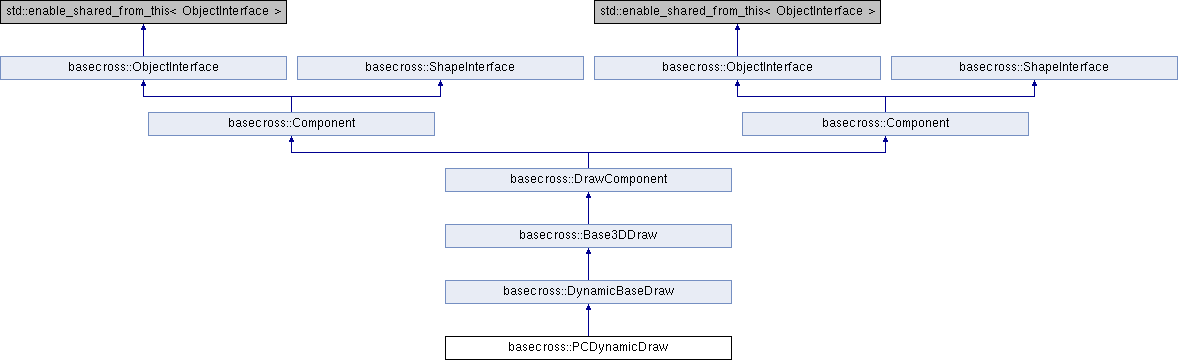 std::enable_shared_from_this< ObjectInterface >
std::enable_shared_from_this< ObjectInterface >
basecross::ObjectInterface
basecross::ShapeInterface
basecross::ObjectInterface
basecross::ShapeInterface
basecross::Component
basecross::Component
basecross::DrawComponent
basecross::Base3DDraw
basecross::DynamicBaseDraw
basecross::PCDynamicDraw